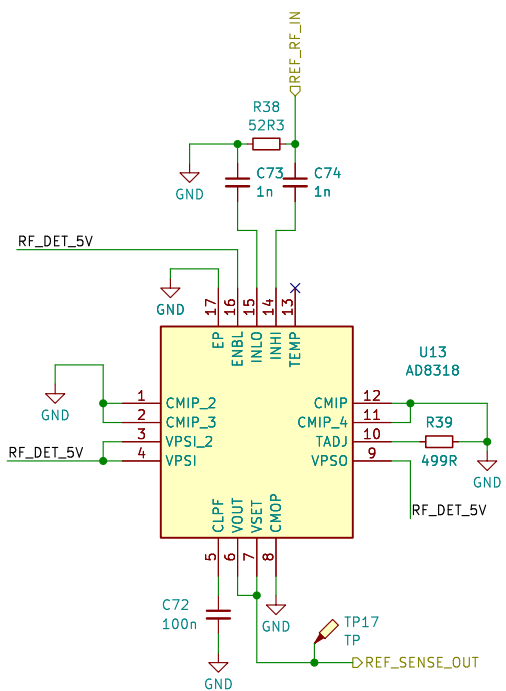 REF_RF_IN
R38
52R3
C73
1n
C74
1n
GND
RF_DET_5V
GND
17
16
15
14
13
EP
ENBL
INLO
INHI
TEMP
U13
AD8318
GND
1
CMIP_2
CMIP
12
2
CMIP_3
CMIP_4
11
3
VPSI_2
TADJ
10
R39
499R
GND
RF_DET_5V
4
VPSI
VPSO
9
RF_DET_5V
CLPF
VOUT
VSET
CMOP
5
6
7
8
C72
100n
GND
GND
TP17
TP
REF_SENSE_OUT